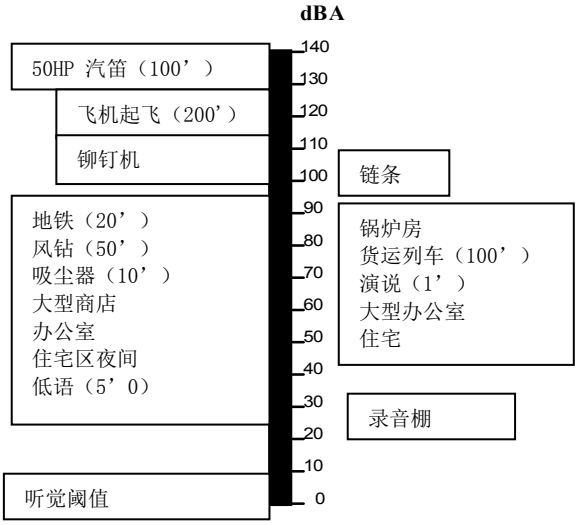 dBA
140
130
120
110
100
90
80
70
60
50
40
30
20
10
0
50HP 汽笛（100’）
飞机起飞（200'）
铆钉机
地铁（20’）
风钻（50’）
吸尘器（10’）
大型商店
办公室
住宅区夜间
低语（5’0）
听觉阈值
链条
锅炉房
货运列车（100’）
演说（1’）
大型办公室
住宅
录音棚